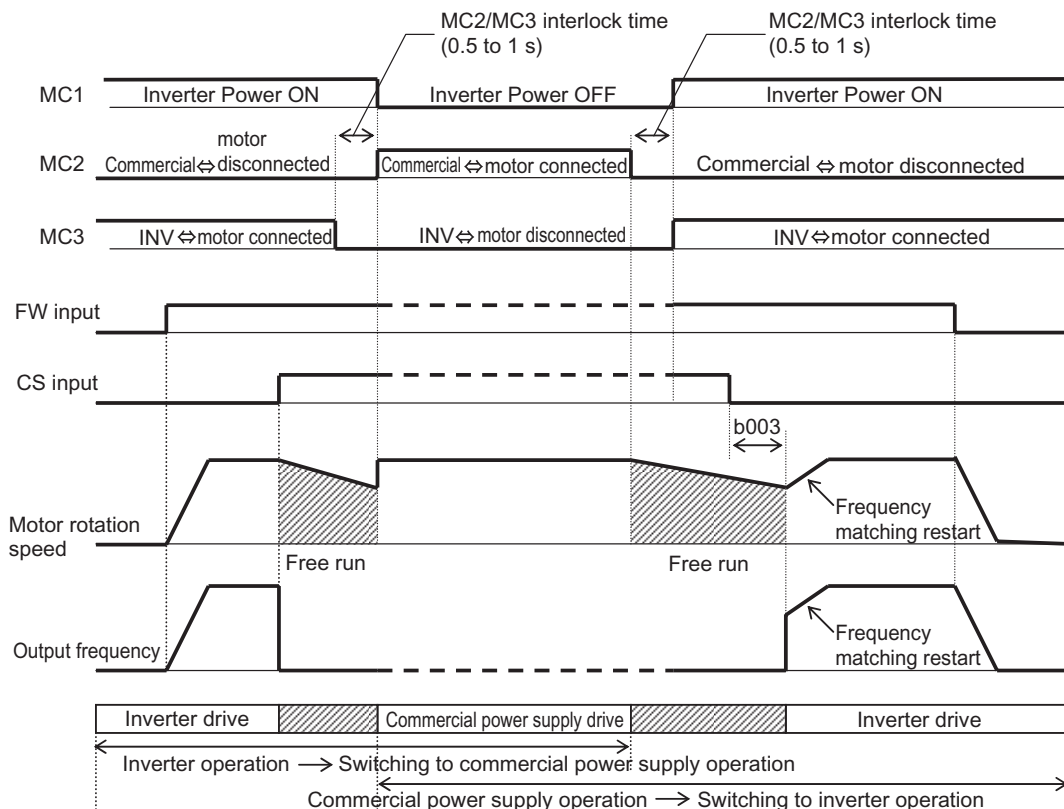 MC2/MC3 interlock time
(0.5 to 1 s)
MC2/MC3 interlock time
(0.5 to 1 s)
MC1
Inverter Power ON
Inverter Power OFF
Inverter Power ON
MC2
motor
Commercial⇔disconnected
Commercial ⇔motor connected
Commercial ⇔ motor disconnected
MC3
INV ⇔motor connected
INV⇔ motor disconnected
INV⇔motor connected
FW input
CS input
b003
Motor rotation
speed
Free run
Free run
Frequency
matching restart
Output frequency
Frequency
matching restart
Inverter drive
Commercial power supply drive
Inverter drive
Inverter operation → Switching to commercial power supply operation
Commercial power supply operation → Switching to inverter operation